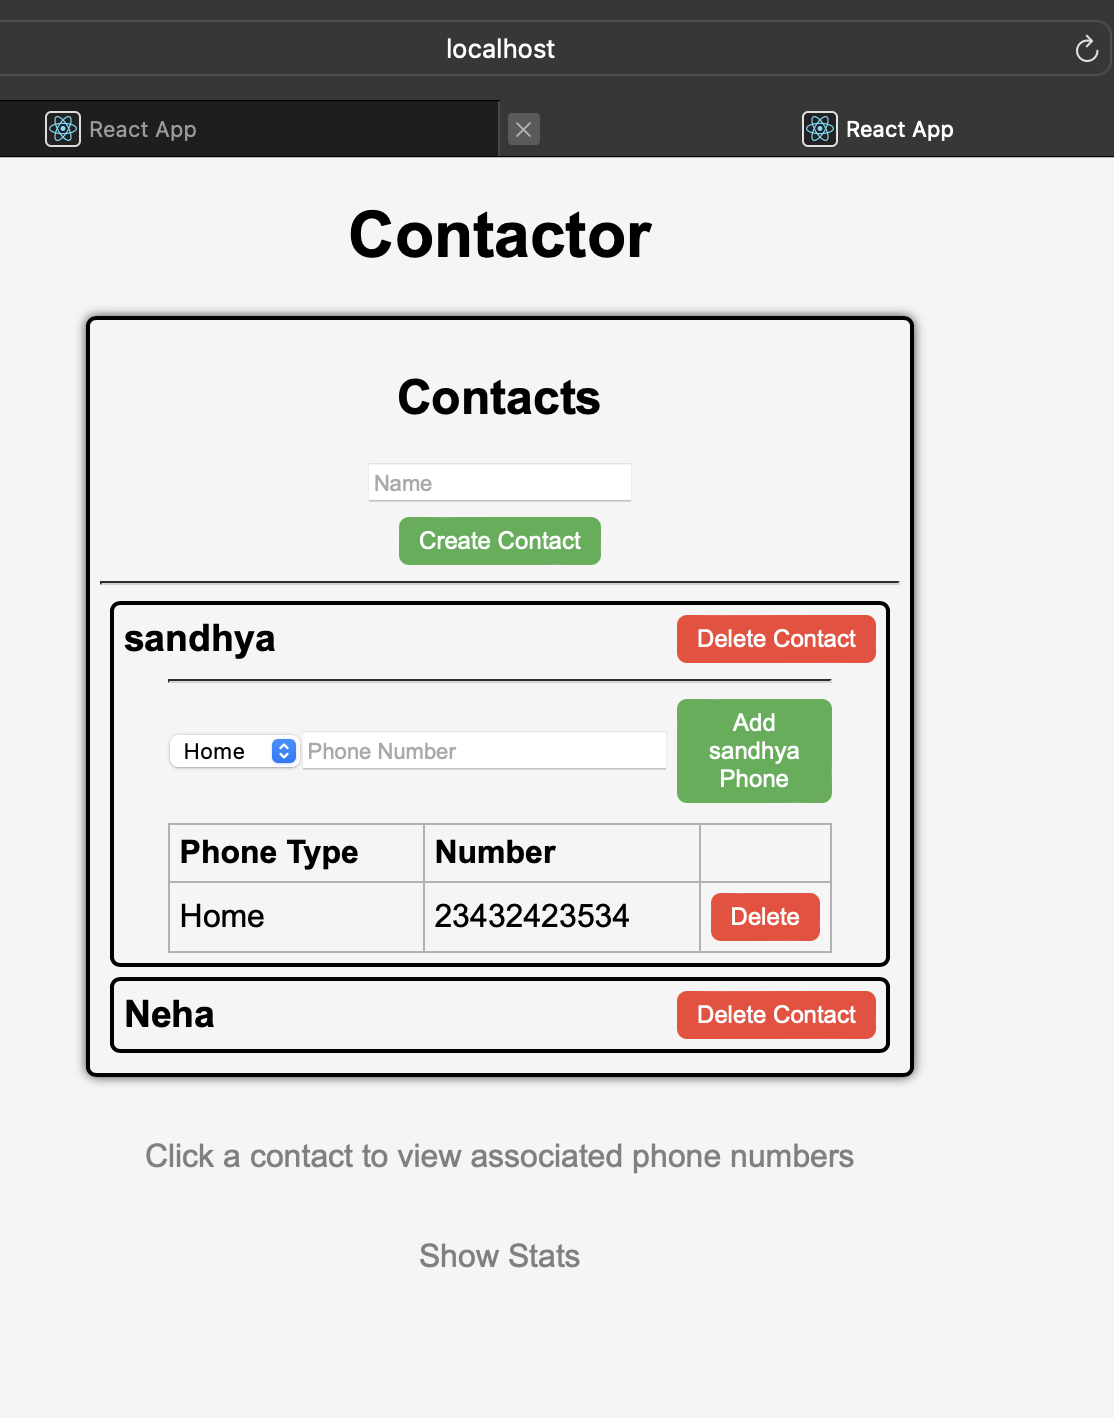 localhost
React App
React App
Contactor
Contacts
Name
Create Contact
sandhya
Delete Contact
Home
Phone Number
Add
sandhya
Phone
Phone Type Number
Home 23432423534 Delete
Neha
Delete Contact
Click a contact to view associated phone numbers
Show Stats